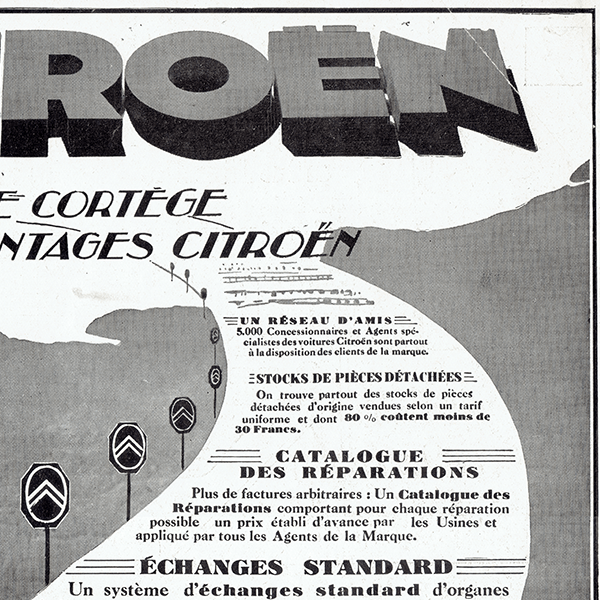 TROËN
E CORTÈGE
NTAGES CITROËN
UN RÉSEAU D'AMIS
5.000 Concessionnaires et Agents spé-
cialistes des voitures Citroën sont partout
à la disposition des clients de la marque.
STOCKS DE PIÈCES DÉTACHÉES
On trouve partout des stocks de pièces
détachées d'origine vendues selon un tarif
uniforme et dont 80 % coûtent moins de
30 Francs.
CATALOGUE
DES RÉPARATIONS
Plus de factures arbitraires : Un Catalogue des
Réparations comportant pour chaque réparation
possible un prix établi d'avance par les Usines et
appliqué par tous les Agents de la Marque.
ÉCHANGES STANDARD
Un système d'échanges standard d'organes